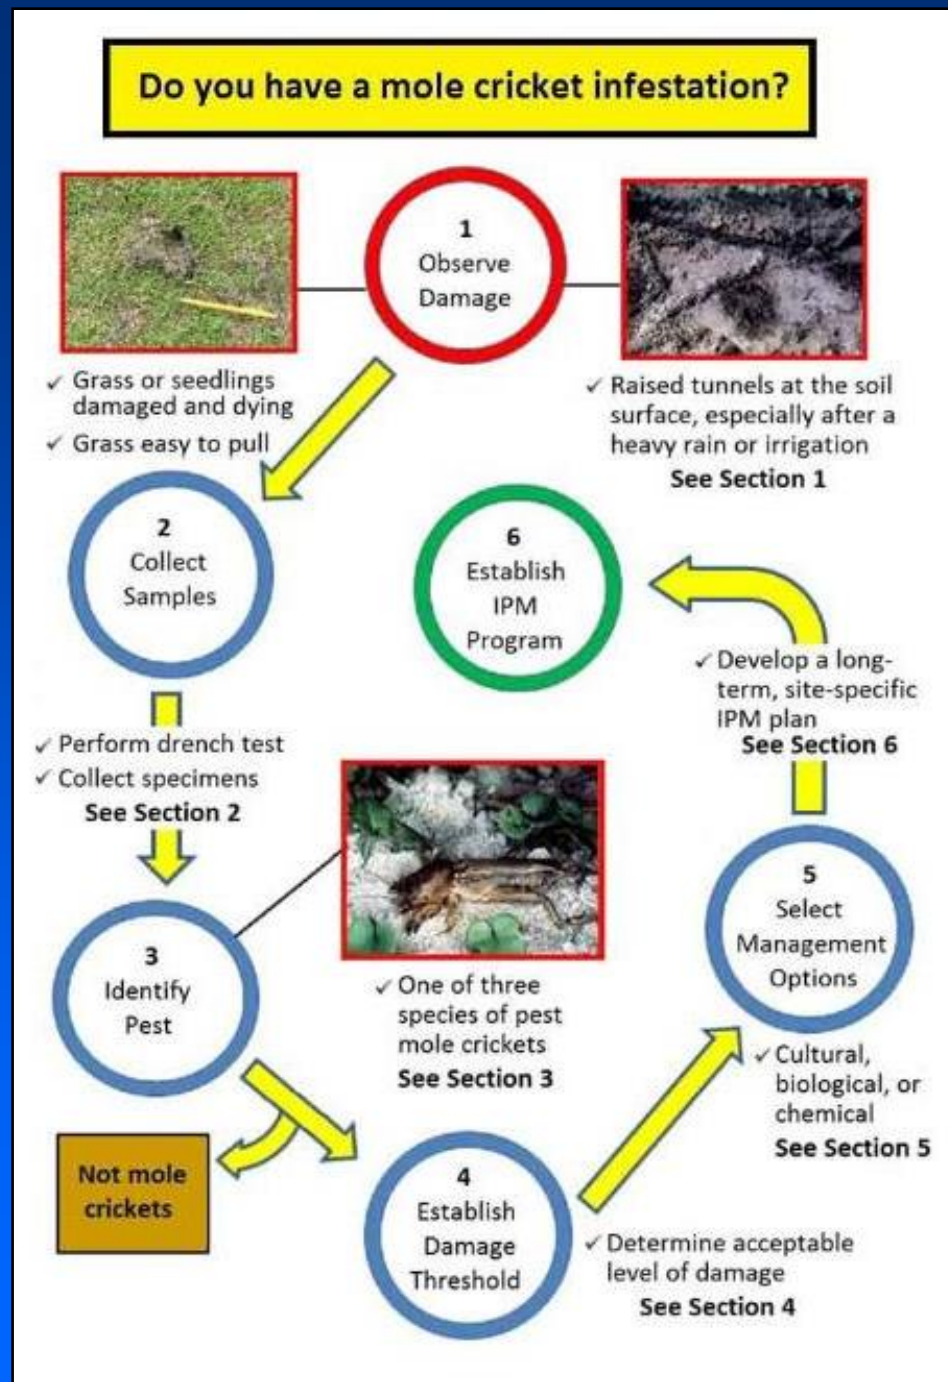 Do you have a mole cricket infestation?
1
Observe
Damage
✓ Grass or seedlings
damaged and dying
✓ Grass easy to pull
✓ Raised tunnels at the soil
surface, especially after a
heavy rain or irrigation
See Section 1
2
Collect
Samples
✓ Perform drench test
✓ Collect specimens
See Section 2
3
Identify
Pest
✓ One of three
species of pest
mole crickets
See Section 3
Not mole
crickets
4
Establish
Damage
Threshold
✓ Determine acceptable
level of damage
See Section 4
5
Select
Management
Options
✓ Cultural,
biological, or
chemical
See Section 5
✓ Develop a long-
term, site-specific
IPM plan
See Section 6
6
Establish
IPM
Program